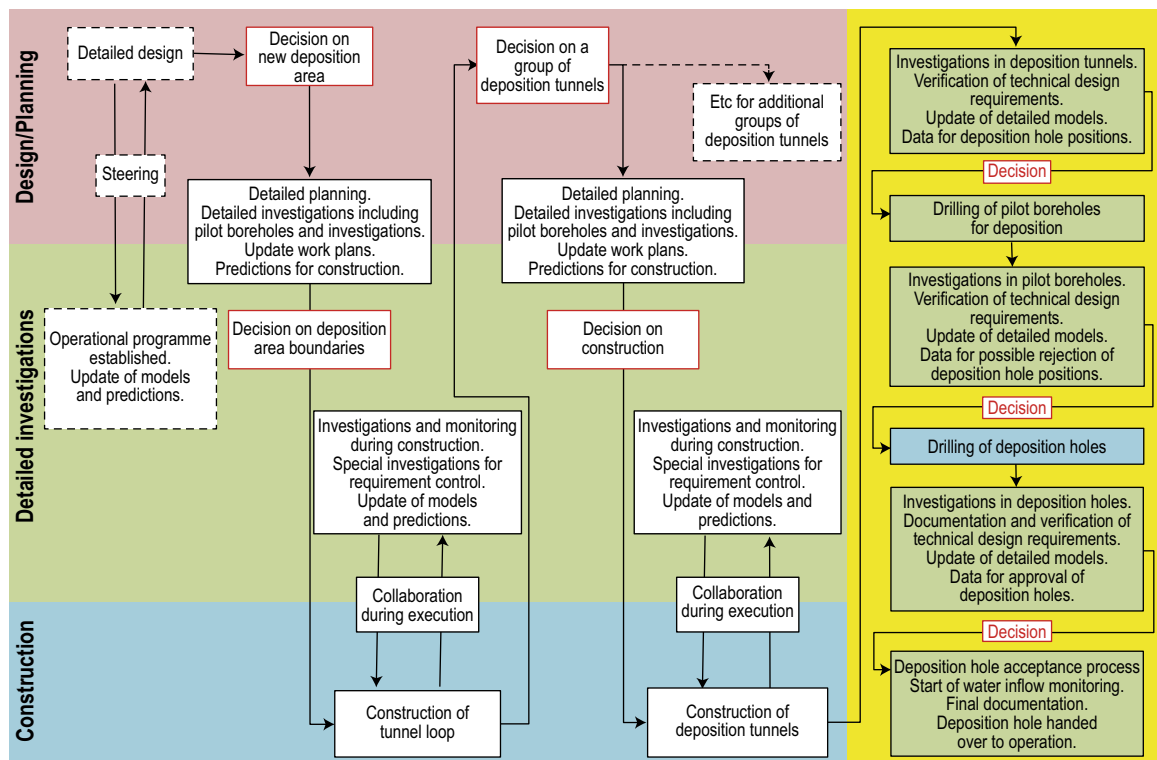 Design/Planning
Detailed design
Decision on
new deposition
area
Decision on a
group of
deposition tunnels
Etc for additional
groups of
deposition tunnels
Steering
Detailed planning.
Detailed investigations including
pilot boreholes and investigations.
Update work plans.
Predictions for construction.
Detailed planning.
Detailed investigations including
pilot boreholes and investigations.
Update work plans.
Predictions for construction.
Detailed investigations
Operational programme
established.
Update of models
and predictions.
Decision on deposition
area boundaries
Decision on
construction
Investigations and monitoring
during construction.
Special investigations for
requirement control.
Update of models
and predictions.
Investigations and monitoring
during construction.
Special investigations for
requirement control.
Update of models and
predictions.
Collaboration
during execution
Collaboration
during execution
Construction
Construction of
tunnel loop
Construction of
deposition tunnels
Investigations in deposition tunnels.
Verification of technical design
requirements.
Update of detailed models.
Data for deposition hole positions.
Decision
Drilling of pilot boreholes
for deposition
Investigations in pilot boreholes.
Verification of technical design
requirements.
Update of detailed models.
Data for possible rejection of
deposition hole positions.
Decision
Drilling of deposition holes
Investigations in deposition holes.
Documentation and verification of
technical design requirements.
Update of detailed models.
Data for approval of
deposition holes.
Decision
Deposition hole acceptance process
Start of water inflow monitoring.
Final documentation.
Deposition hole handed
over to operation.